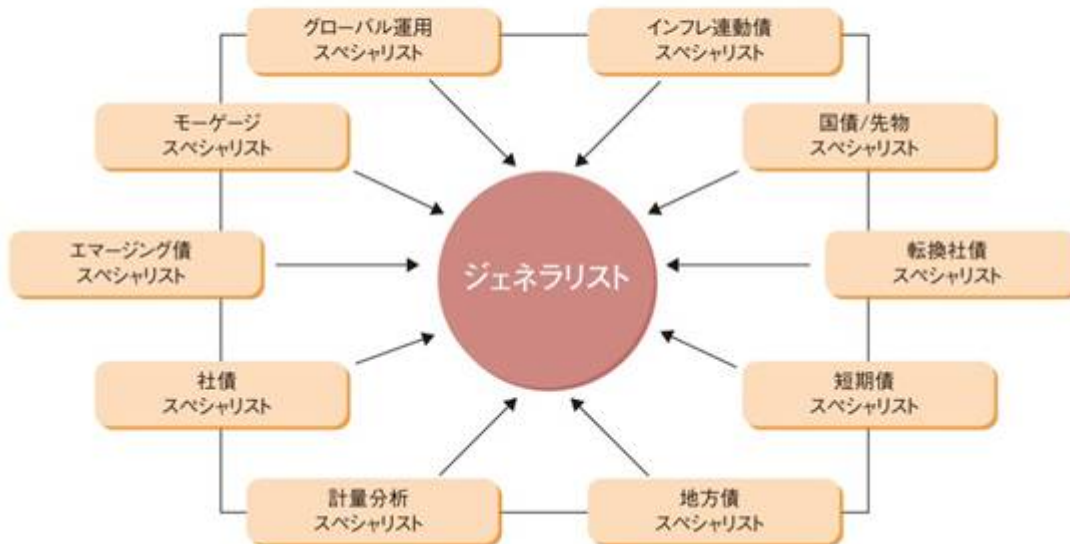 グローバル運用
スペシャリスト
インフレ連動債
スペシャリスト
モーゲージ
スペシャリスト
国債/先物
スペシャリスト
エマージング債
スペシャリスト
ジェネラリスト
転換社債
スペシャリスト
社債
スペシャリスト
短期債
スペシャリスト
計量分析
スペシャリスト
地方債
スペシャリスト